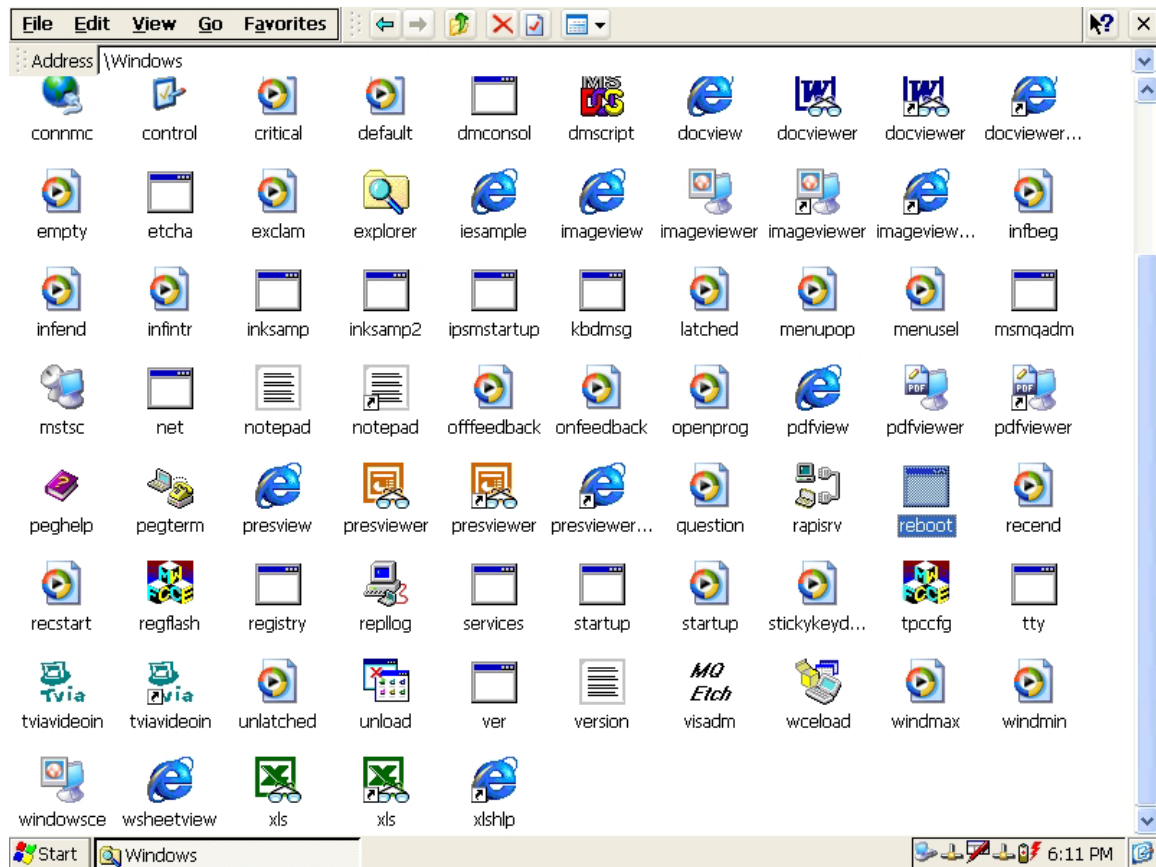 File Edit View Go Favorites
Address \Windows
connmc control critical default dmconsol dmscript docview docviewer docviewer docviewer...
empty etcha exclam explorer iesample imageview imageviewer imageviewer imageview... infbeg
infend infintr inksamp inksamp2 ipsmstartup kbdmsg latched menupop menusel msmqadm
mstsc net notepad notepad offfeedback onfeedback openprog pdfview pdfviewer pdfviewer
peghelp pegterm presview presviewer presviewer presviewer... question rapisrv reboot recend
recstart regflash registry repllog services startup startup stickykeyd... tpccfg tty
tviavideoin tviavideoin unlatched unload ver version visadm wceload windmax windmin
windowsce wsheetview xls xls xlshlp
Start Windows 6:11 PM